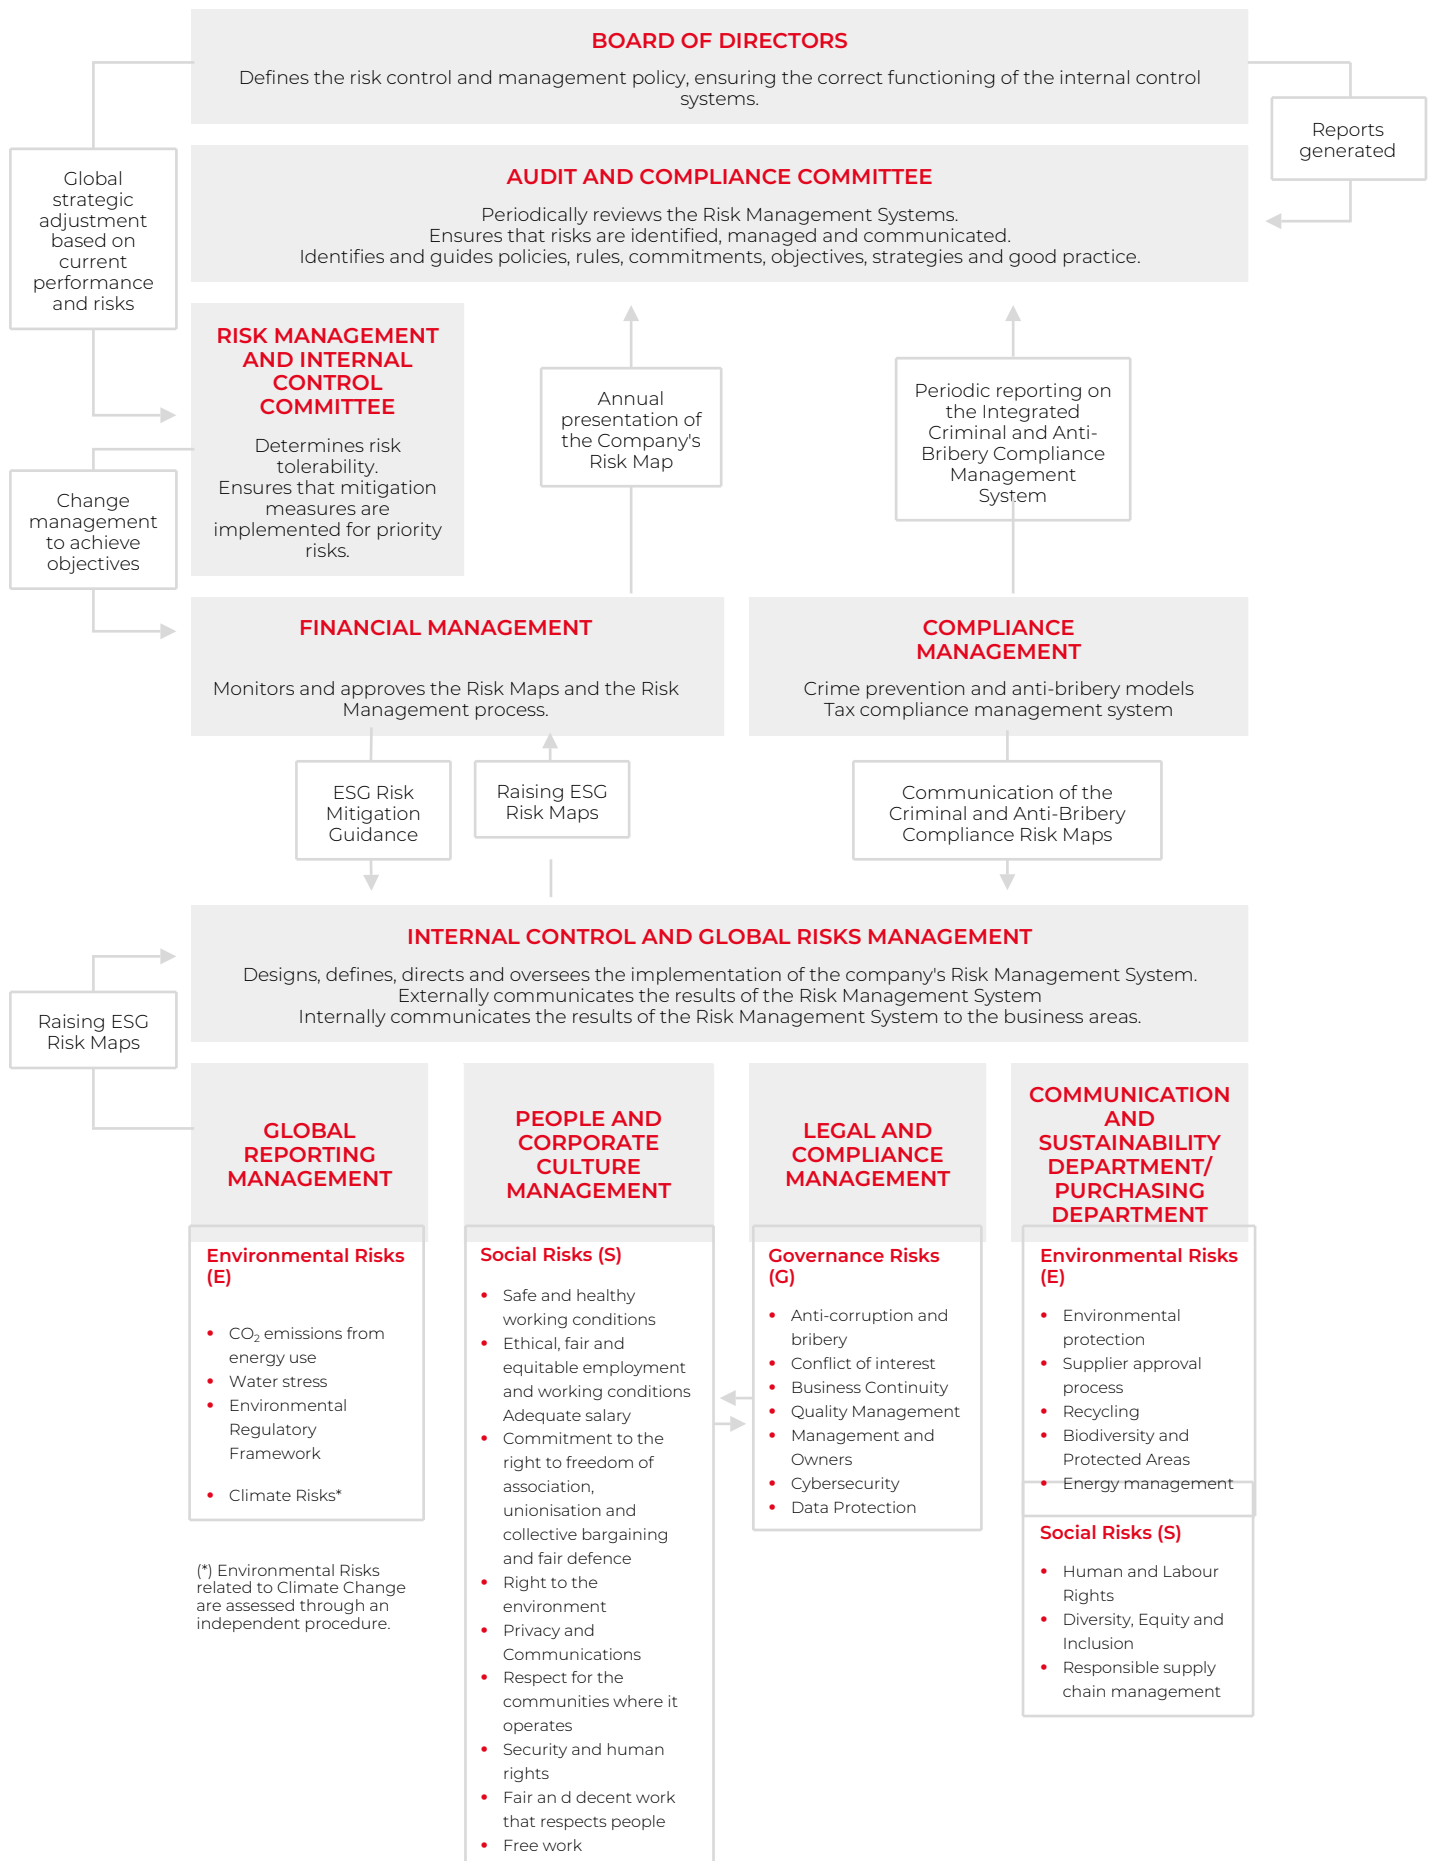 BOARD OF DIRECTORS
Defines the risk control and management policy, ensuring the correct functioning of the internal control
systems.
Reports
generated
AUDIT AND COMPLIANCE COMMITTEE
Periodically reviews the Risk Management Systems.
Ensures that risks are identified, managed and communicated.
Identifies and guides policies, rules, commitments, objectives, strategies and good practice.
Global
strategic
adjustment
based on
current
performance
and risks
RISK MANAGEMENT
AND INTERNAL
CONTROL
COMMITTEE
Determines risk
tolerability.
Ensures that mitigation
measures are
implemented for priority
risks.
Annual
presentation of
the Company's
Risk Map
Periodic reporting on
the Integrated
Criminal and Anti-
Bribery Compliance
Management
System
Change
management
to achieve
objectives
FINANCIAL MANAGEMENT
Monitors and approves the Risk Maps and the Risk
Management process.
COMPLIANCE
MANAGEMENT
Crime prevention and anti-bribery models
Tax compliance management system
ESG Risk
Mitigation
Guidance
Raising ESG
Risk Maps
Communication of the
Criminal and Anti-Bribery
Compliance Risk Maps
INTERNAL CONTROL AND GLOBAL RISKS MANAGEMENT
Designs, defines, directs and oversees the implementation of the company's Risk Management System.
Externally communicates the results of the Risk Management System
Internally communicates the results of the Risk Management System to the business areas.
Raising ESG
Risk Maps
GLOBAL
REPORTING
MANAGEMENT
Environmental Risks
(E)
• CO₂ emissions from
energy use
• Water stress
• Environmental
Regulatory
Framework
• Climate Risks*
(*) Environmental Risks
related to Climate Change
are assessed through an
independent procedure.
PEOPLE AND
CORPORATE
CULTURE
MANAGEMENT
Social Risks (S)
• Safe and healthy
working conditions
• Ethical, fair and
equitable employment
and working conditions
Adequate salary
• Commitment to the
right to freedom of
association,
unionisation and
collective bargaining
and fair defence
• Right to the
environment
• Privacy and
Communications
• Respect for the
communities where it
operates
• Security and human
rights
• Fair an d decent work
that respects people
• Free work
LEGAL AND
COMPLIANCE
MANAGEMENT
Governance Risks
(G)
• Anti-corruption and
bribery
• Conflict of interest
• Business Continuity
• Quality Management
• Management and
Owners
• Cybersecurity
• Data Protection
COMMUNICATION
AND
SUSTAINABILITY
DEPARTMENT/
PURCHASING
DEPARTMENT
Environmental Risks
(E)
• Environmental
protection
• Supplier approval
process
• Recycling
• Biodiversity and
Protected Areas
• Energy management
Social Risks (S)
• Human and Labour
Rights
• Diversity, Equity and
Inclusion
• Responsible supply
chain management